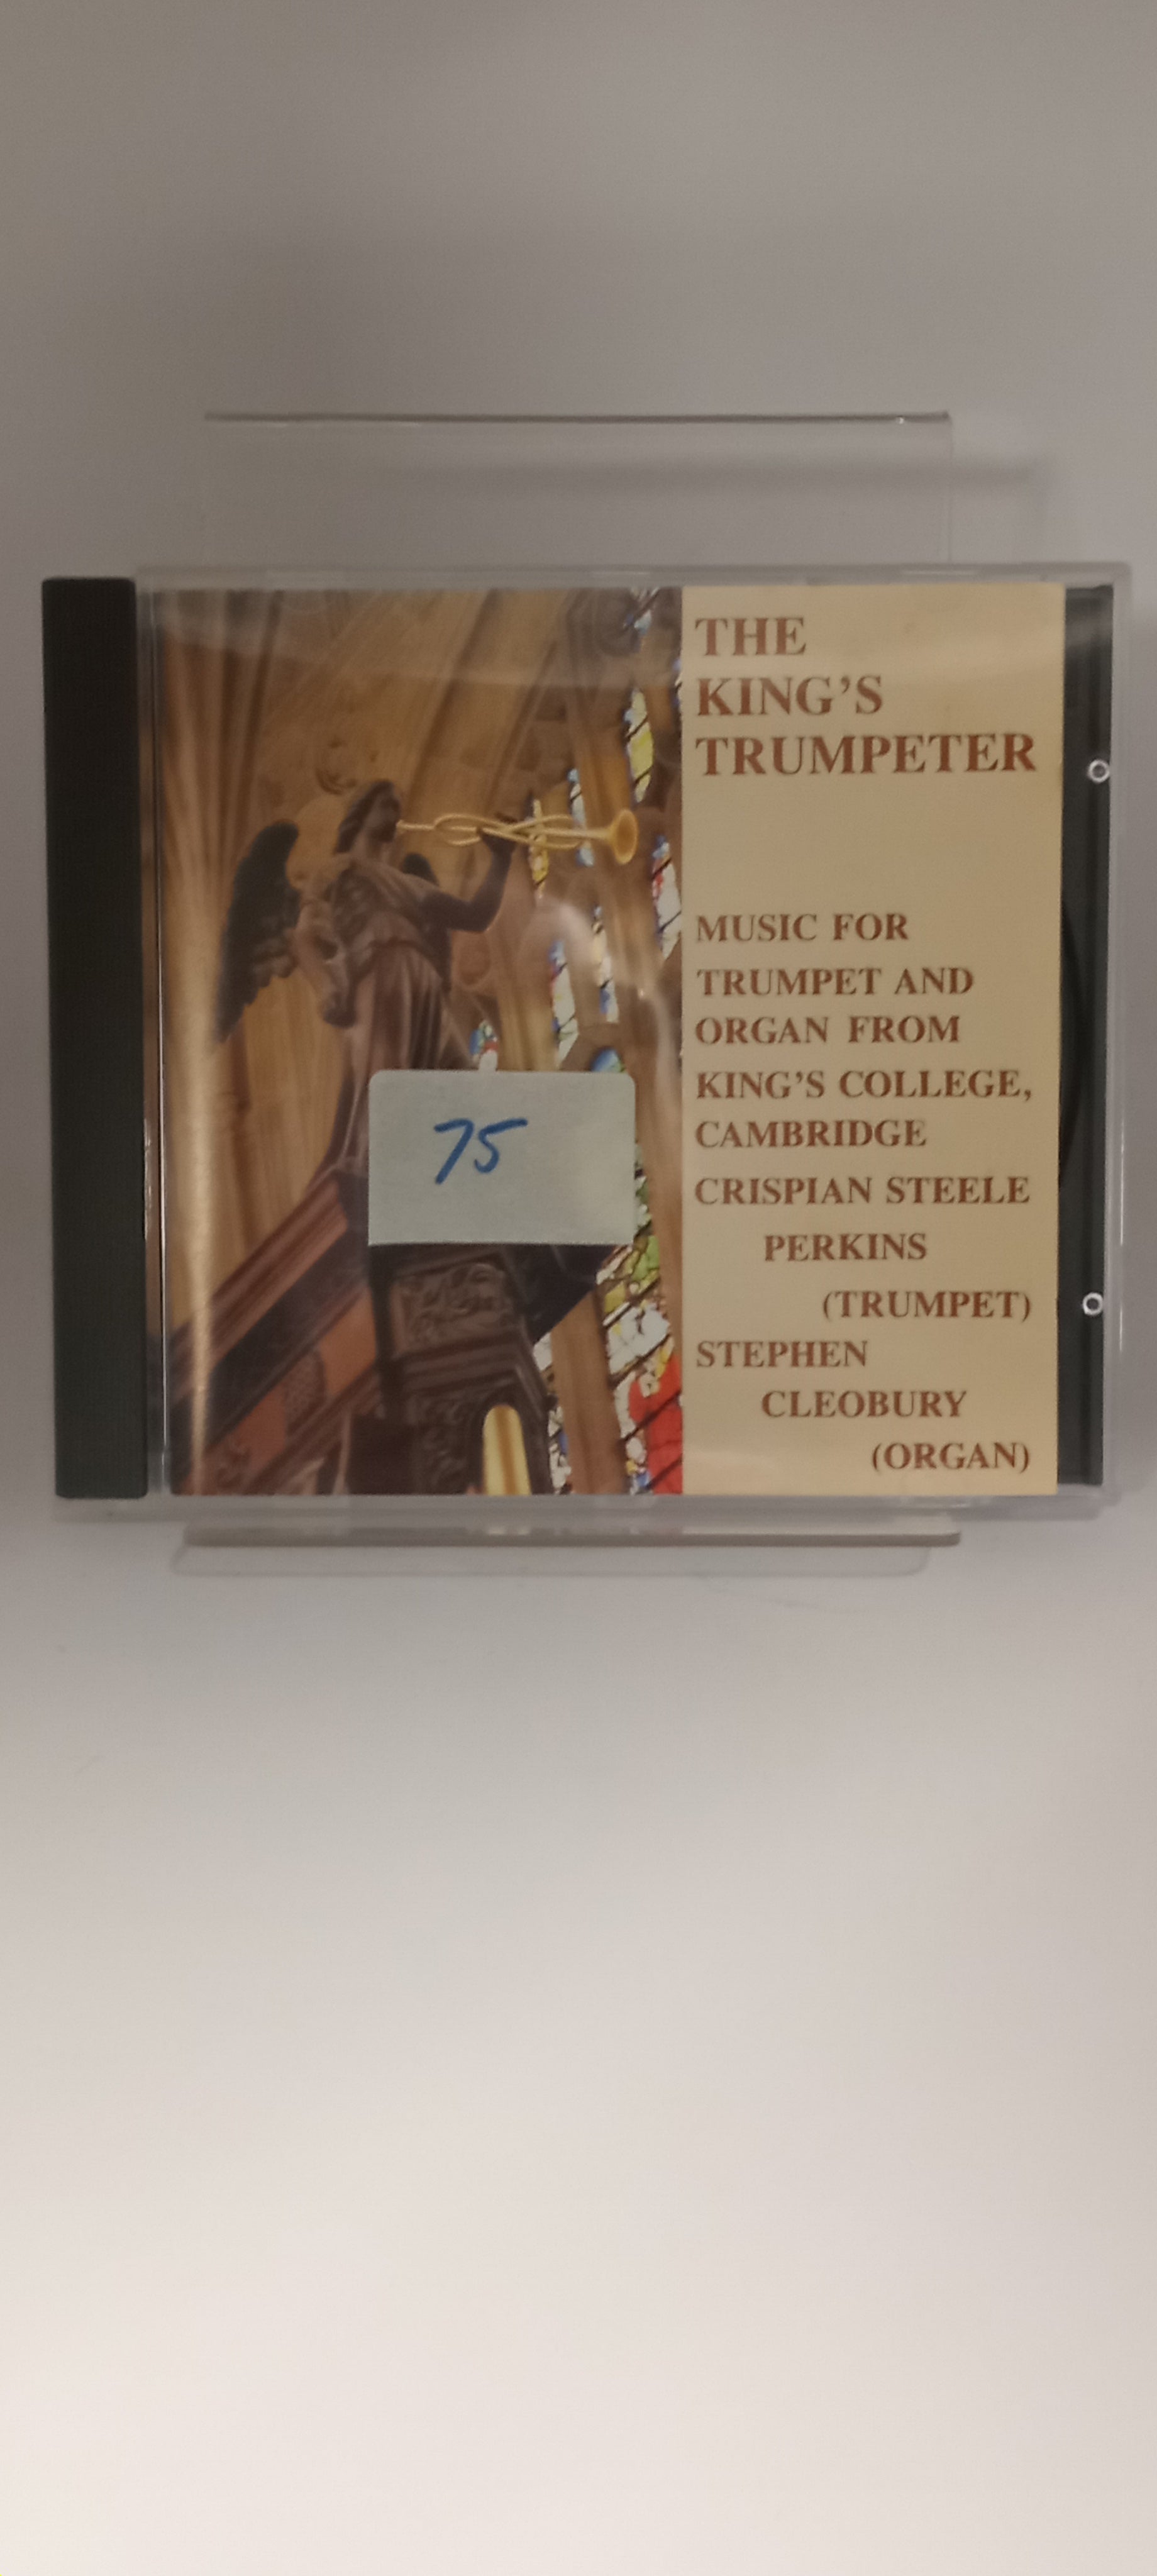 THE
KING'S
TRUMPETER
MUSIC FOR
TRUMPET AND
ORGAN FROM
KING'S COLLEGE,
CAMBRIDGE
CRISPIAN STEELE
PERKINS
(TRUMPET)
STEPHEN
CLEOBURY
(ORGAN)
75